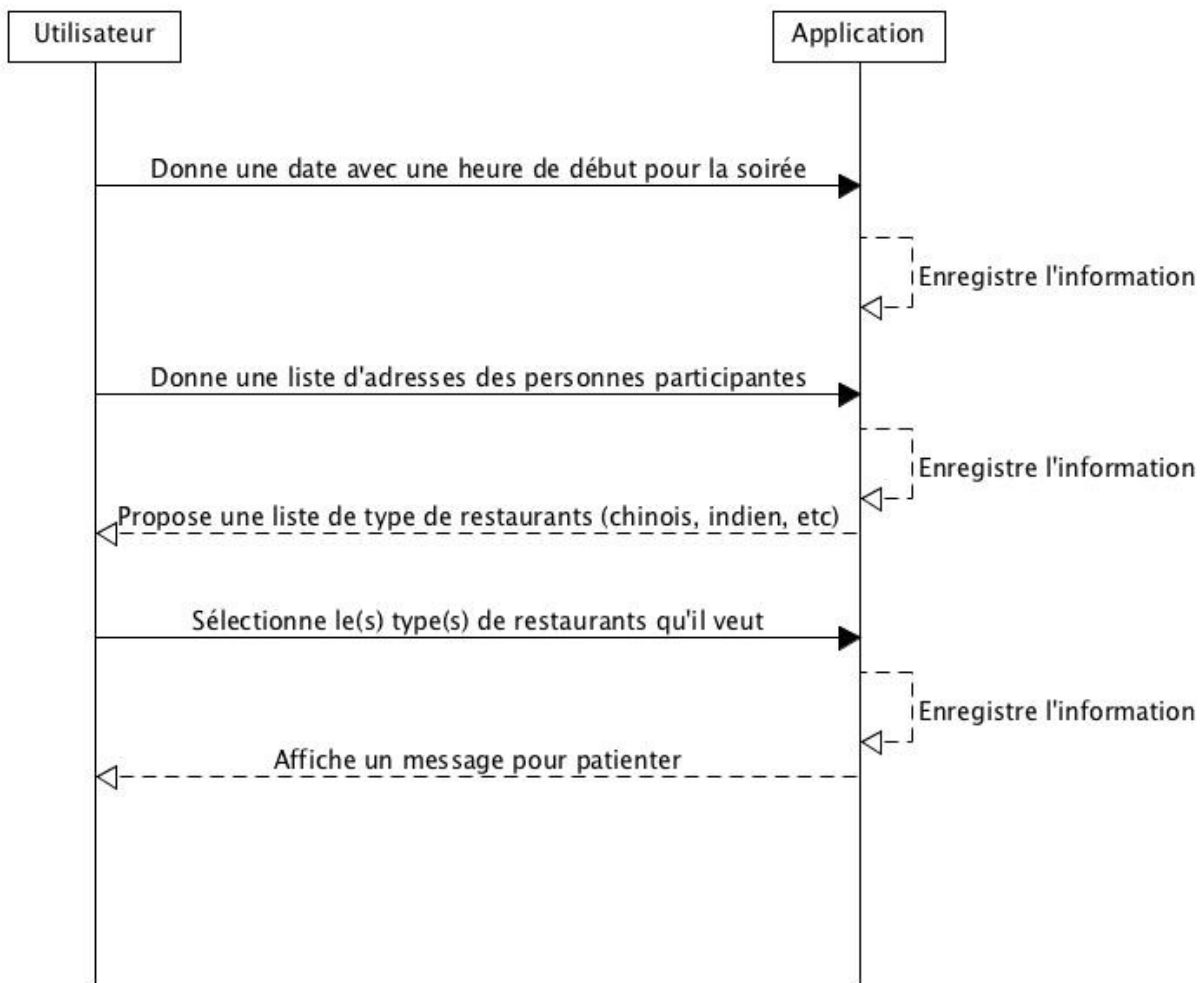 Utilisateur
Application
Donne une date avec une heure de début pour la soirée
Enregistre l'information
Donne une liste d'adresses des personnes participantes
Enregistre l'information
Propose une liste de type de restaurants (chinois, indien, etc)
Sélectionne le(s) type(s) de restaurants qu'il veut
Enregistre l'information
Affiche un message pour patienter